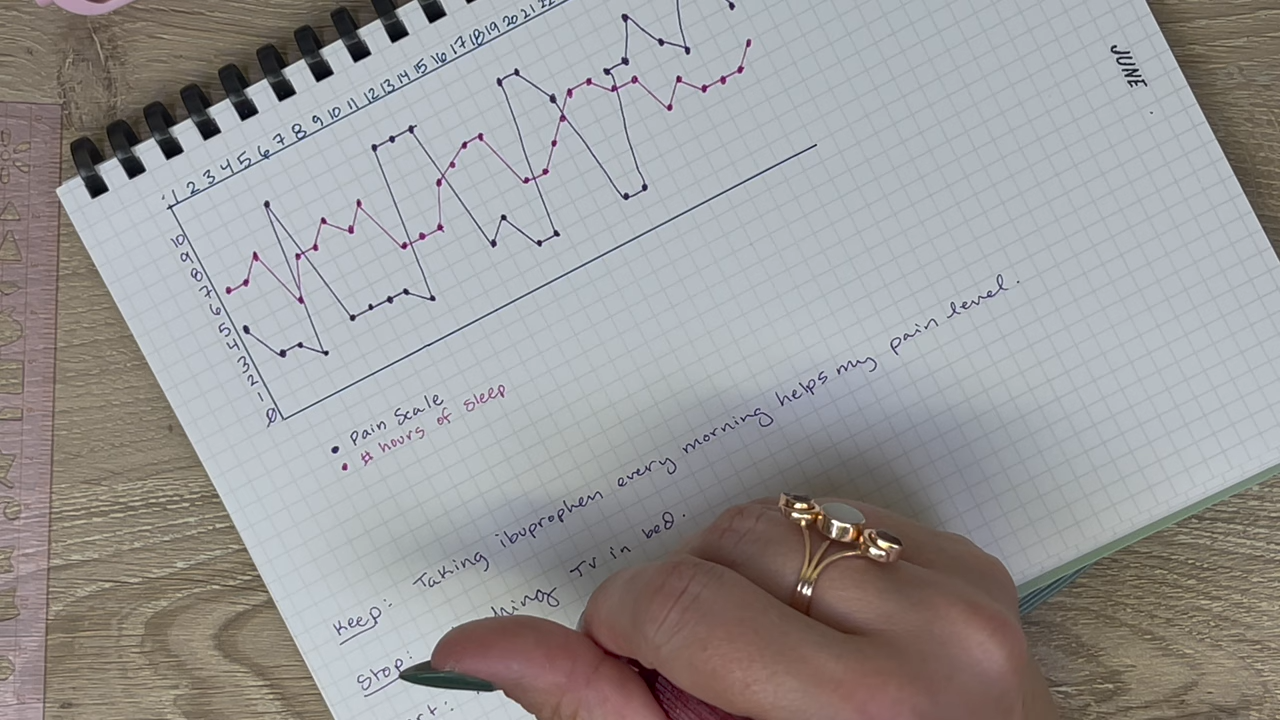 1 2 3 4 5 6 7 8 9 10 11 12 13 14 15 16 17 18 19 20 21 22
JUNE
10
9
8
7
6
5
4
3
2
1
0
• Pain Scale
• # hours of sleep
Keep: Taking ibuprophen every morning helps my pain level.
Stop: TV in bed.